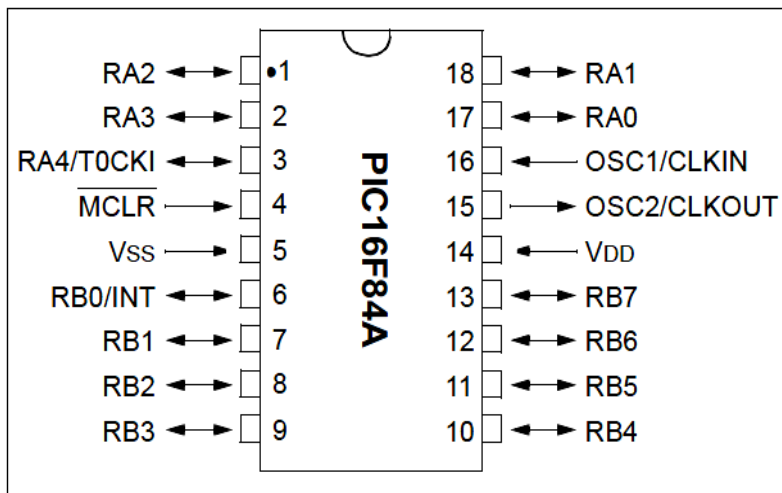 RA2 •1 18 RA1
RA3 2 17 RA0
RA4/T0CKI 3 16 OSC1/CLKIN
MCLR 4 15 OSC2/CLKOUT
VSS 5 14 VDD
RB0/INT 6 13 RB7
RB1 7 12 RB6
RB2 8 11 RB5
RB3 9 10 RB4
PIC16F84A